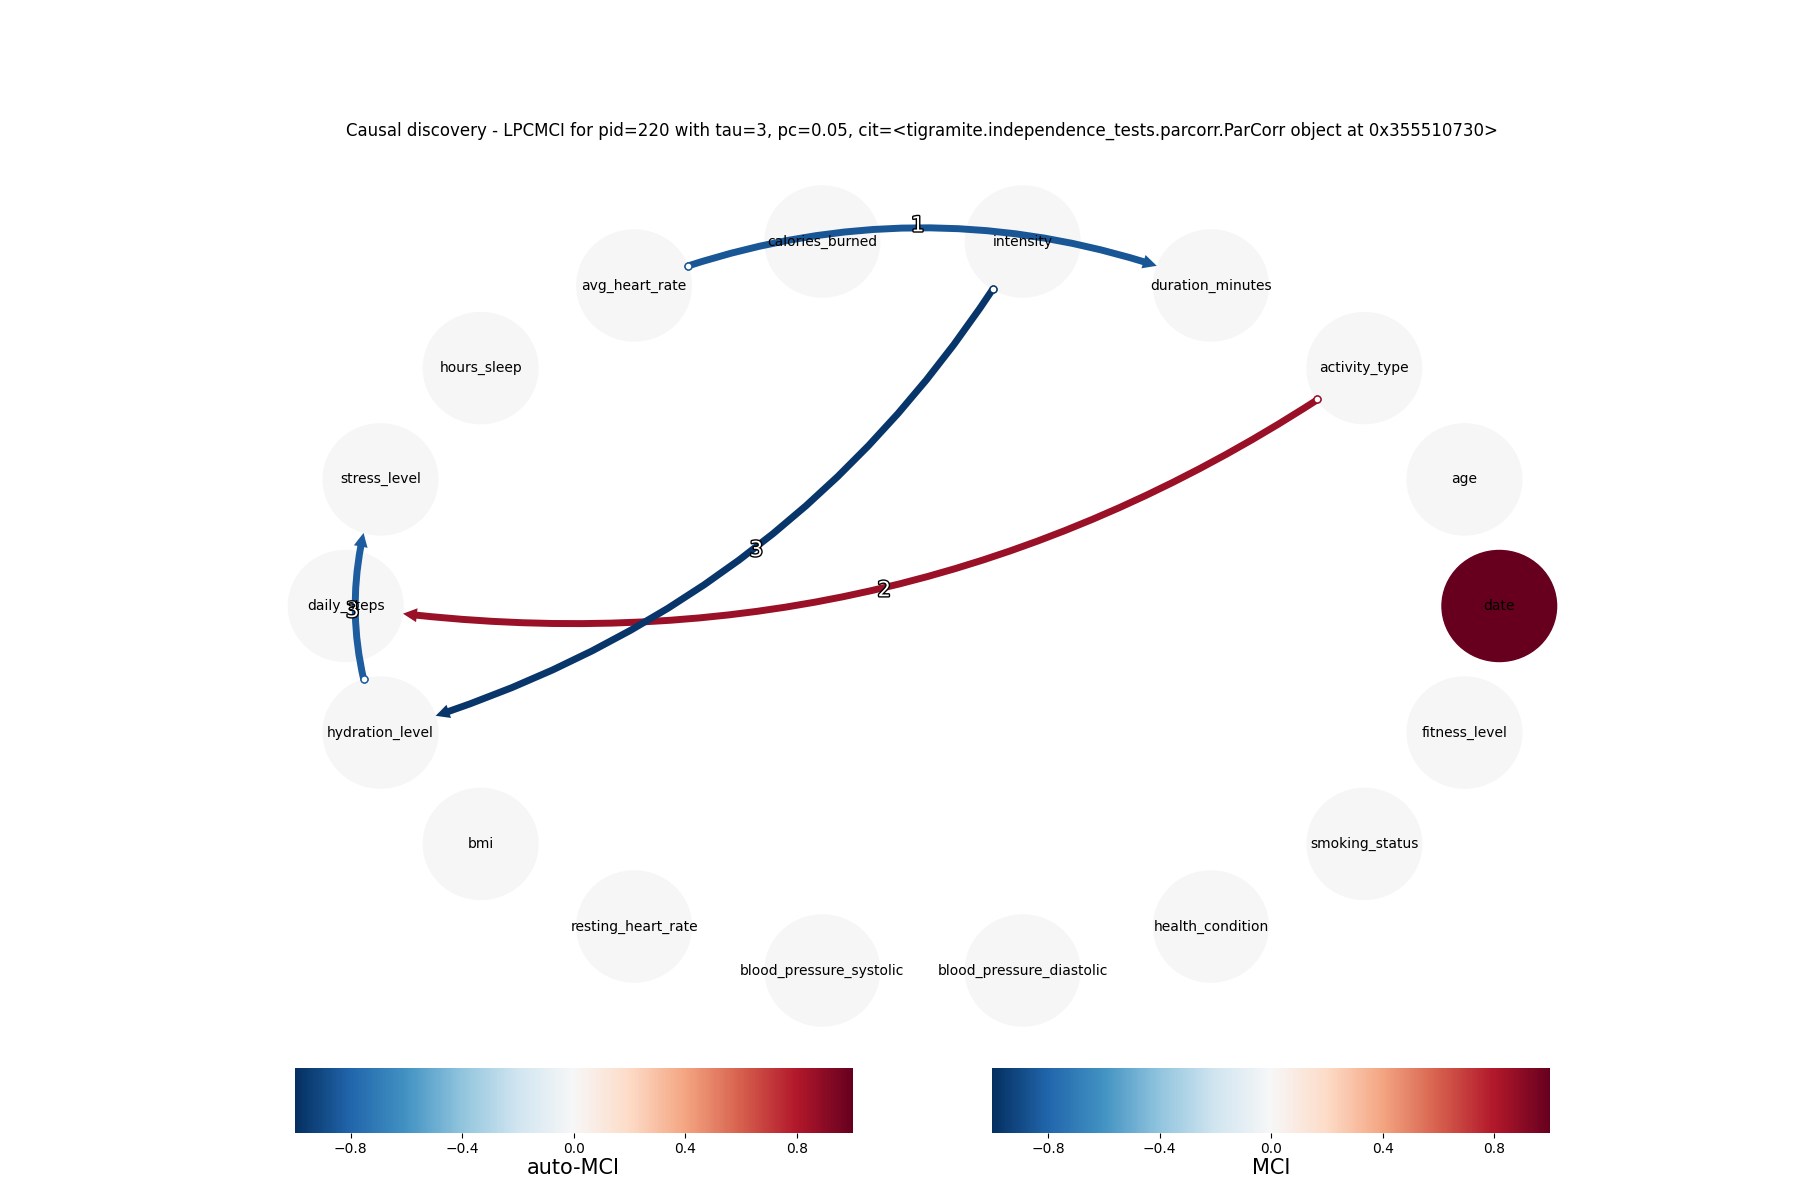 Causal discovery - LPCMCI for pid=220 with tau=3, pc=0.05, cit=<tigramite.independence_tests.parcorr.ParCorr object at 0x355510730>
1
calories_burned
intensity
avg_heart_rate
duration_minutes
hours_sleep
activity_type
stress_level
age
3
2
daily_steps
3
date
hydration_level
fitness_level
bmi
smoking_status
resting_heart_rate
health_condition
blood_pressure_systolic
blood_pressure_diastolic
−0.8 −0.4 0.0 0.4 0.8
auto-MCI
−0.8 −0.4 0.0 0.4 0.8
MCI